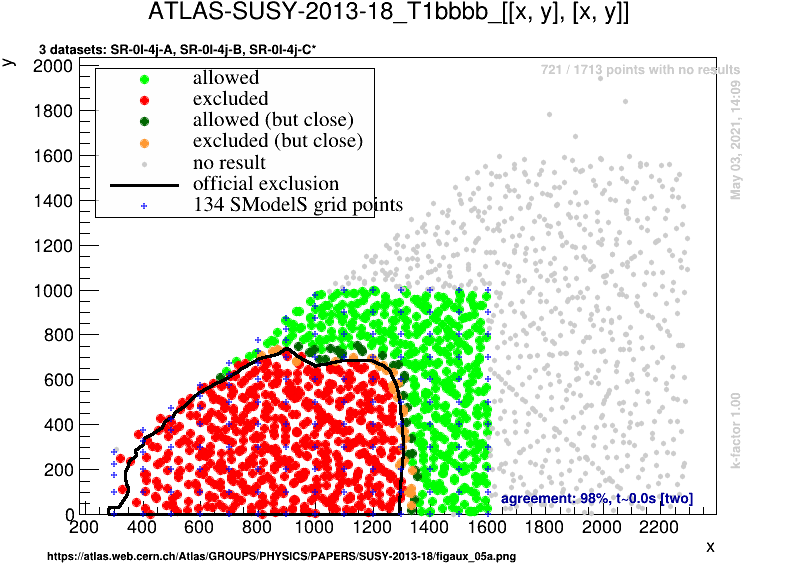 ATLAS-SUSY-2013-18_T1bbbb_[[x, y], [x, y]]
3 datasets: SR-0l-4j-A, SR-0l-4j-B, SR-0l-4j-C*
721 / 1713 points with no results
y
2000
1800
1600
1400
1200
1000
800
600
400
200
0
allowed
excluded
allowed (but close)
excluded (but close)
no result
official exclusion
134 SModelS grid points
May 03, 2021, 14:09
k-factor 1.00
agreement: 98%, t~0.0s [two]
200 400 600 800 1000 1200 1400 1600 1800 2000 2200
x
https://atlas.web.cern.ch/Atlas/GROUPS/PHYSICS/PAPERS/SUSY-2013-18/figaux_05a.png